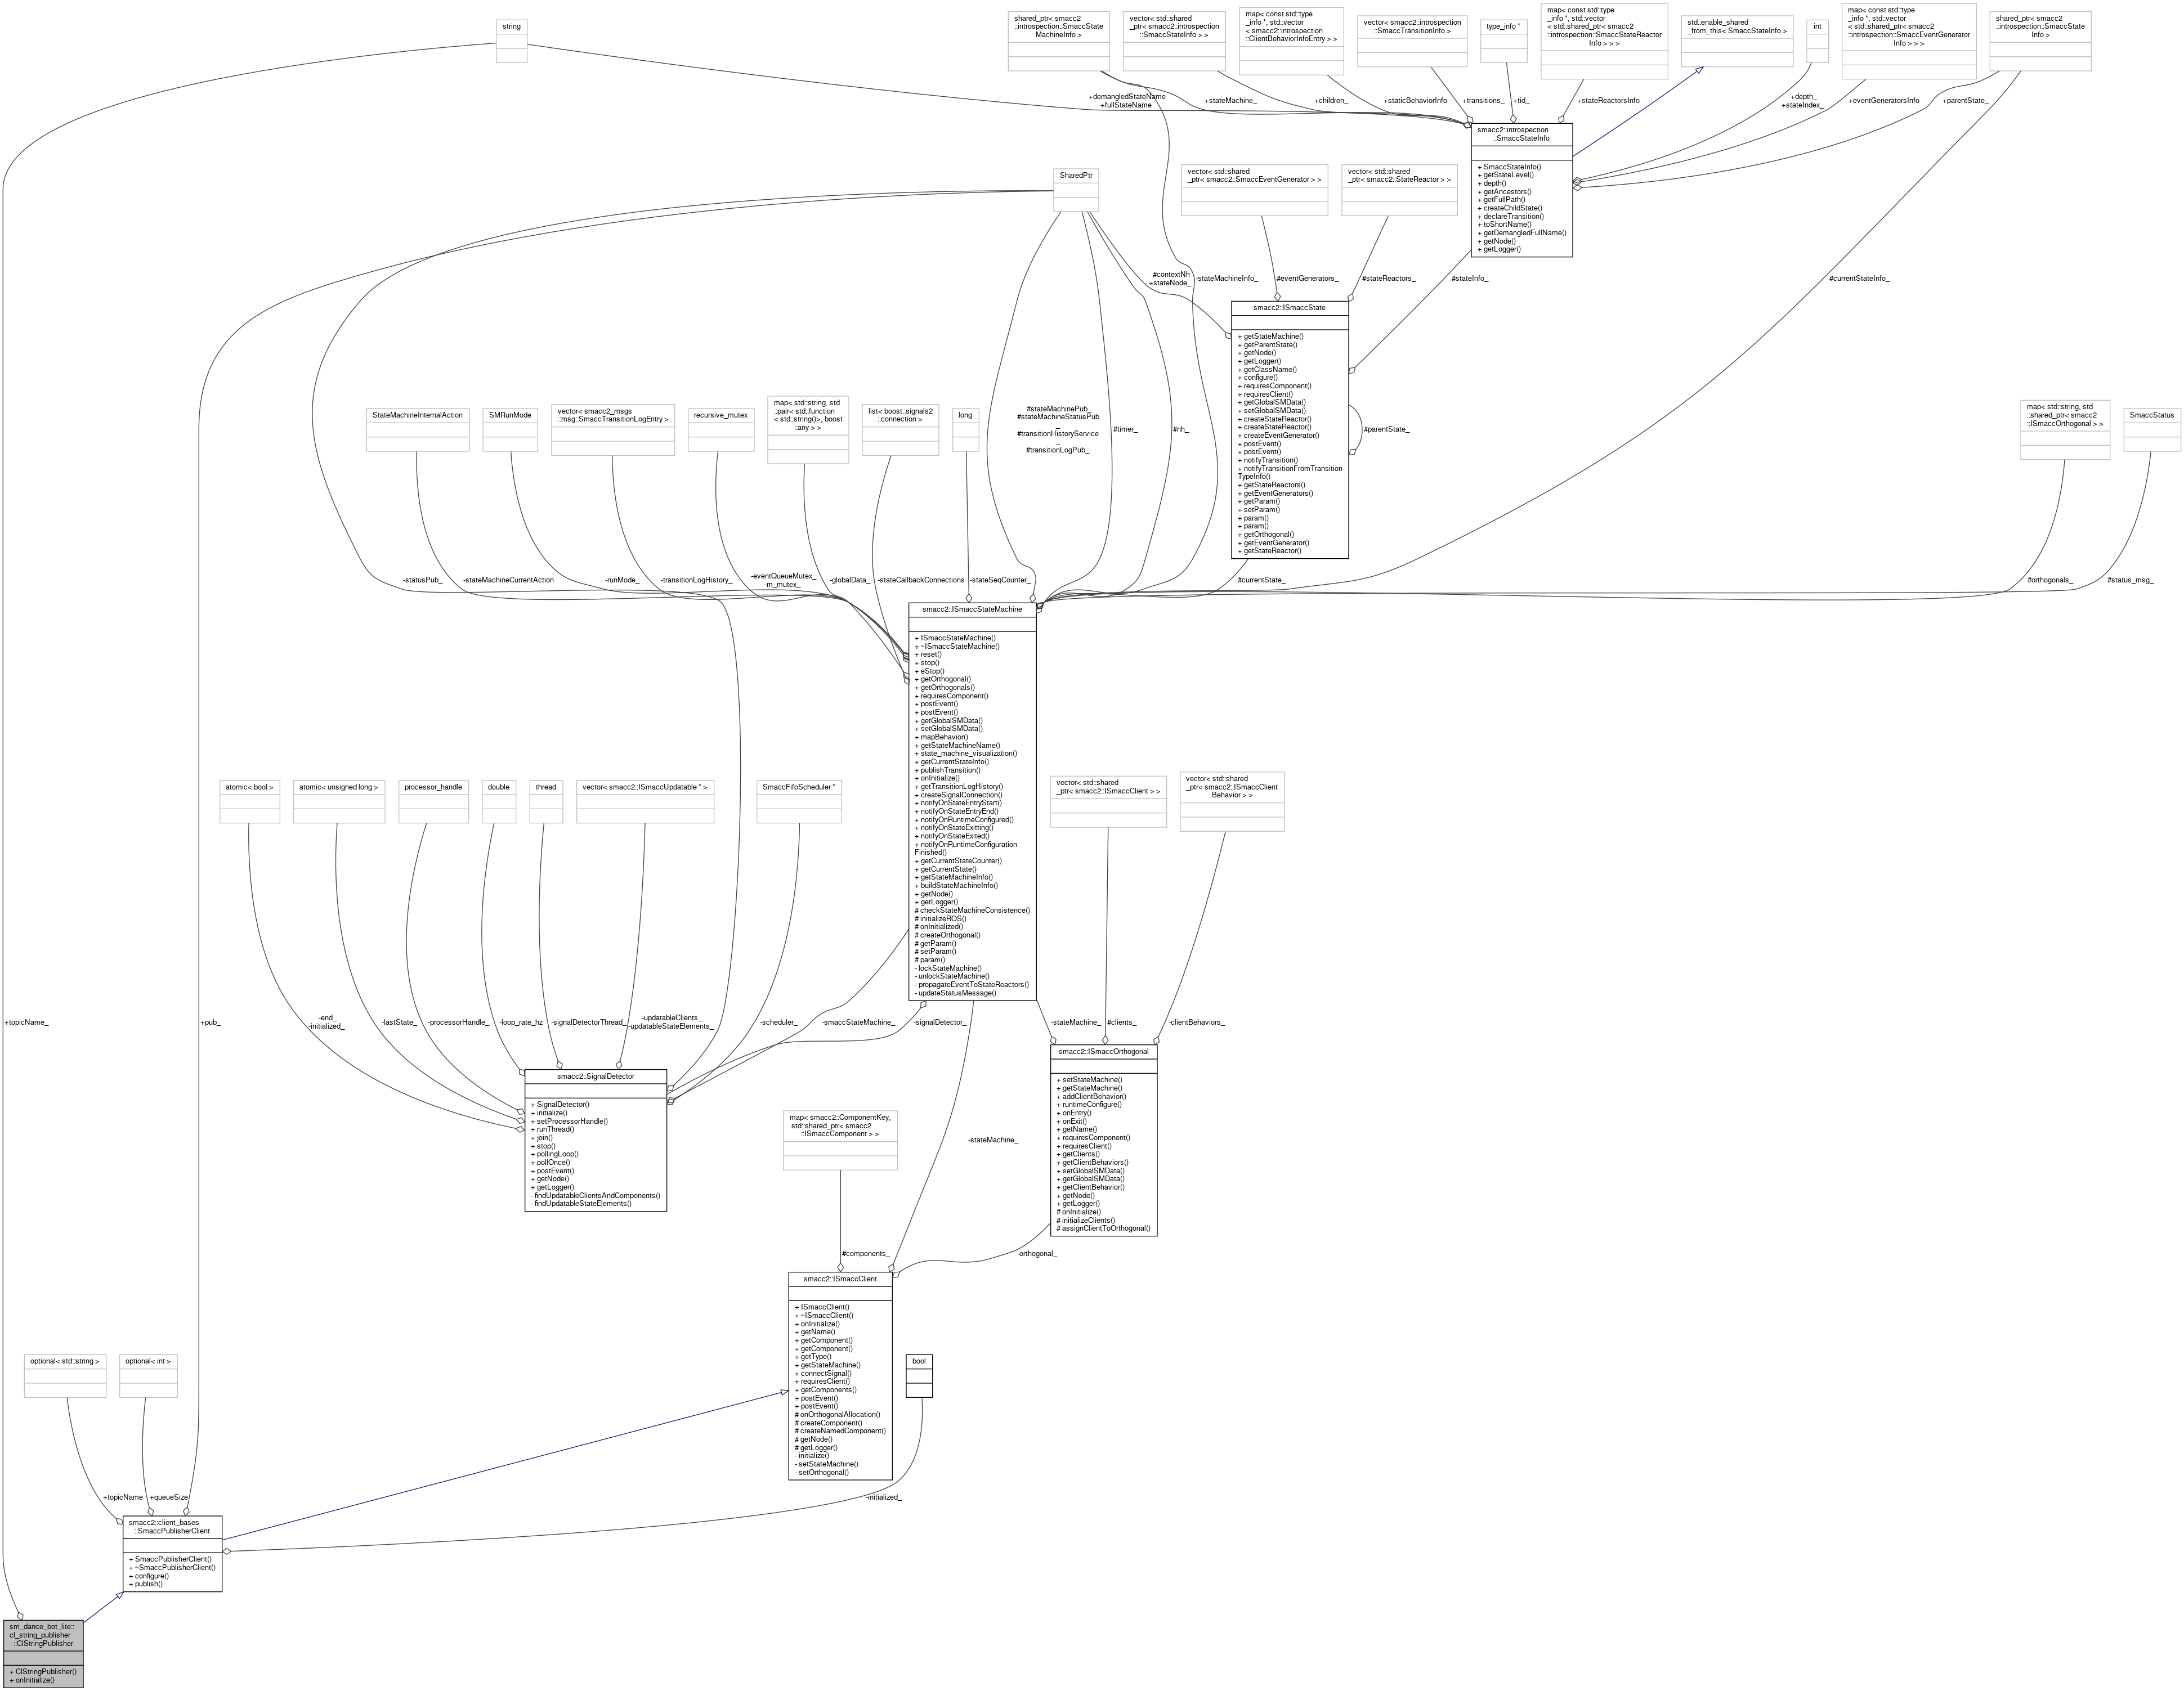 string
shared_ptr< smacc2
::introspection::SmaccState
MachineInfo >
vector< std::shared
_ptr< smacc2::introspection
::SmaccStateInfo > >
map< const std::type
_info *, std::vector
< smacc2::introspection
::ClientBehaviorInfoEntry > >
vector< smacc2::introspection
::SmaccTransitionInfo >
type_info *
map< const std::type
_info *, std::vector
< std::shared_ptr< smacc2
::introspection::SmaccStateReactor
Info > > >
std::enable_shared
_from_this< SmaccStateInfo >
int
map< const std::type
_info *, std::vector
< std::shared_ptr< smacc2
::introspection::SmaccEventGenerator
Info > > >
shared_ptr< smacc2
::introspection::SmaccState
Info >
+demangledStateName
+fullStateName
+stateMachine_
+children_
+staticBehaviorInfo
+transitions_
+tid_
+stateReactorsInfo
+depth_
+stateIndex_
+eventGeneratorsInfo
+parentState_
smacc2::introspection
::SmaccStateInfo
+ SmaccStateInfo()
+ getStateLevel()
+ depth()
+ getAncestors()
+ getFullPath()
+ createChildState()
+ declareTransition()
+ toShortName()
+ getDemangledFullName()
+ getNode()
+ getLogger()
SharedPtr
vector< std::shared
_ptr< smacc2::SmaccEventGenerator > >
vector< std::shared
_ptr< smacc2::StateReactor > >
#contextNh
+stateNode_
-stateMachineInfo_
#eventGenerators_
#stateReactors_
#stateInfo_
#currentStateInfo_
smacc2::ISmaccState
+ getStateMachine()
+ getParentState()
+ getNode()
+ getLogger()
+ getClassName()
+ configure()
+ requiresComponent()
+ requiresClient()
+ getGlobalSMData()
+ setGlobalSMData()
+ createStateReactor()
+ createStateReactor()
+ createEventGenerator()
+ postEvent()
+ postEvent()
+ notifyTransition()
+ notifyTransitionFromTransition
TypeInfo()
+ getStateReactors()
+ getEventGenerators()
+ getParam()
+ setParam()
+ param()
+ param()
+ getOrthogonal()
+ getEventGenerator()
+ getStateReactor()
#parentState_
StateMachineInternalAction
SMRunMode
vector< smacc2_msgs
::msg::SmaccTransitionLogEntry >
recursive_mutex
map< std::string, std
::pair< std::function
< std::string()>, boost
::any > >
list< boost::signals2
::connection >
long
#stateMachinePub_
#stateMachineStatusPub
_
#transitionHistoryService
_
#transitionLogPub_
#timer_
#nh_
map< std::string, std
::shared_ptr< smacc2
::ISmaccOrthogonal > >
SmaccStatus
-statusPub_
-stateMachineCurrentAction
-runMode_
-transitionLogHistory_
-eventQueueMutex_
-m_mutex_
-globalData_
-stateCallbackConnections
-stateSeqCounter_
#currentState_
#orthogonals_
#status_msg_
smacc2::ISmaccStateMachine
+ ISmaccStateMachine()
+ ~ISmaccStateMachine()
+ reset()
+ stop()
+ eStop()
+ getOrthogonal()
+ getOrthogonals()
+ requiresComponent()
+ postEvent()
+ postEvent()
+ getGlobalSMData()
+ setGlobalSMData()
+ mapBehavior()
+ getStateMachineName()
+ state_machine_visualization()
+ getCurrentStateInfo()
+ publishTransition()
+ onInitialize()
+ getTransitionLogHistory()
+ createSignalConnection()
+ notifyOnStateEntryStart()
+ notifyOnStateEntryEnd()
+ notifyOnRuntimeConfigured()
+ notifyOnStateExitting()
+ notifyOnStateExited()
+ notifyOnRuntimeConfiguration
Finished()
+ getCurrentStateCounter()
+ getCurrentState()
+ getStateMachineInfo()
+ buildStateMachineInfo()
+ getNode()
+ getLogger()
# checkStateMachineConsistence()
# initializeROS()
# onInitialized()
# createOrthogonal()
# getParam()
# setParam()
# param()
- lockStateMachine()
- unlockStateMachine()
- propagateEventToStateReactors()
- updateStatusMessage()
atomic< bool >
atomic< unsigned long >
processor_handle
double
thread
vector< smacc2::ISmaccUpdatable * >
SmaccFifoScheduler *
vector< std::shared
_ptr< smacc2::ISmaccClient > >
vector< std::shared
_ptr< smacc2::ISmaccClient
Behavior > >
+topicName_
+pub_
-end_
-initialized_
-lastState_
-processorHandle_
-loop_rate_hz
-signalDetectorThread_
-updatableClients_
-updatableStateElements_
-scheduler_
-smaccStateMachine_
-signalDetector_
-stateMachine_
#clients_
-clientBehaviors_
smacc2::SignalDetector
+ SignalDetector()
+ initialize()
+ setProcessorHandle()
+ runThread()
+ join()
+ stop()
+ pollingLoop()
+ pollOnce()
+ postEvent()
+ getNode()
+ getLogger()
- findUpdatableClientsAndComponents()
- findUpdatableStateElements()
smacc2::ISmaccOrthogonal
+ setStateMachine()
+ getStateMachine()
+ addClientBehavior()
+ runtimeConfigure()
+ onEntry()
+ onExit()
+ getName()
+ requiresComponent()
+ requiresClient()
+ getClients()
+ getClientBehaviors()
+ setGlobalSMData()
+ getGlobalSMData()
+ getClientBehavior()
+ getNode()
+ getLogger()
# onInitialize()
# initializeClients()
# assignClientToOrthogonal()
map< smacc2::ComponentKey,
std::shared_ptr< smacc2
::ISmaccComponent > >
-stateMachine_
#components_
-orthogonal_
smacc2::ISmaccClient
+ ISmaccClient()
+ ~ISmaccClient()
+ onInitialize()
+ getName()
+ getComponent()
+ getComponent()
+ getType()
+ getStateMachine()
+ connectSignal()
+ requiresClient()
+ getComponents()
+ postEvent()
+ postEvent()
# onOrthogonalAllocation()
# createComponent()
# createNamedComponent()
# getNode()
# getLogger()
- initialize()
- setStateMachine()
- setOrthogonal()
optional< std::string >
optional< int >
bool
+topicName
+queueSize
-initialized_
smacc2::client_bases
::SmaccPublisherClient
+ SmaccPublisherClient()
+ ~SmaccPublisherClient()
+ configure()
+ publish()
sm_dance_bot_lite::
cl_string_publisher
::ClStringPublisher
+ ClStringPublisher()
+ onInitialize()